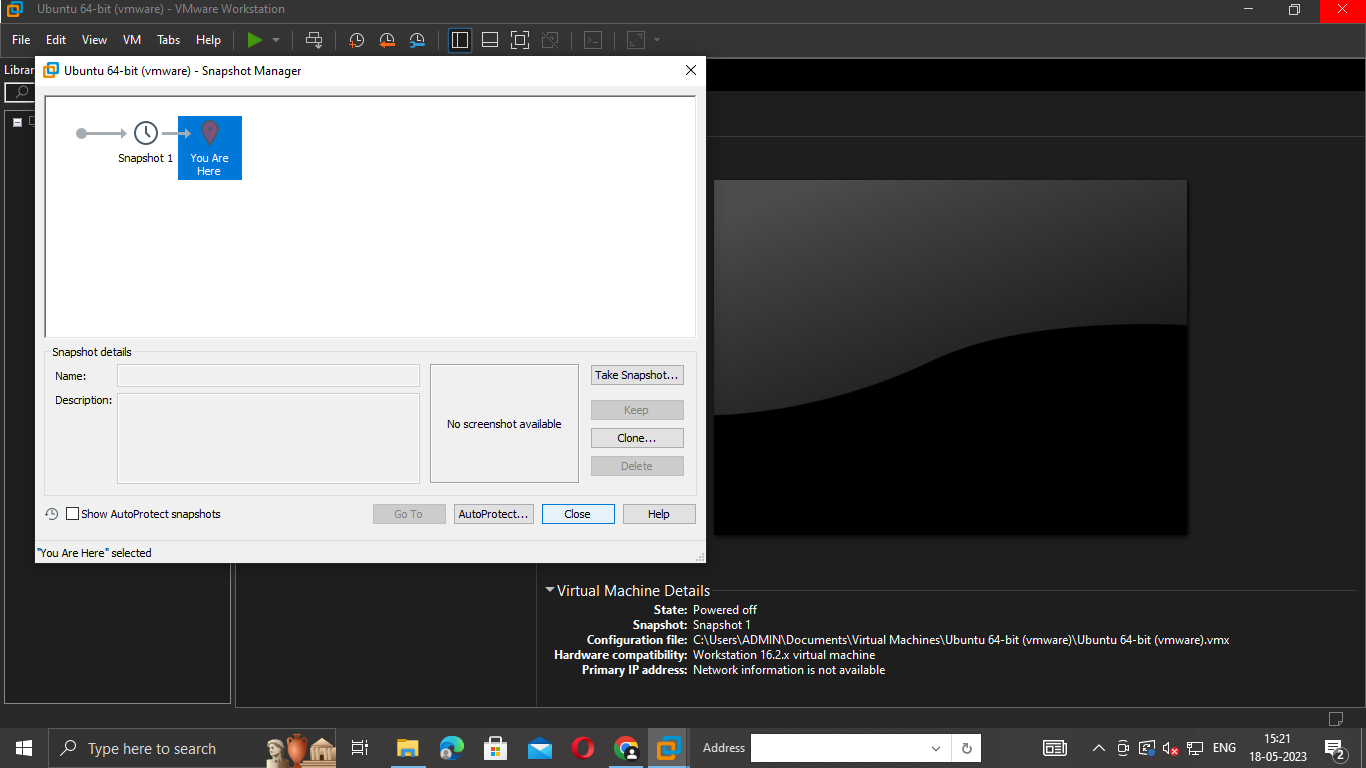 Ubuntu 64-bit (vmware) - VMware Workstation
File Edit View VM Tabs Help
Ubuntu 64-bit (vmware) - Snapshot Manager
Snapshot 1
You Are
Here
Snapshot details
Name:
Description:
No screenshot available
Take Snapshot...
Keep
Clone...
Delete
Show AutoProtect snapshots
Go To
AutoProtect...
Close
Help
"You Are Here" selected
Virtual Machine Details
State: Powered off
Snapshot: Snapshot 1
Configuration file: C:\Users\ADMIN\Documents\Virtual Machines\Ubuntu 64-bit (vmware)\Ubuntu 64-bit (vmware).vmx
Hardware compatibility: Workstation 16.2.x virtual machine
Primary IP address: Network information is not available
Type here to search
Address
ENG
15:21
18-05-2023
2